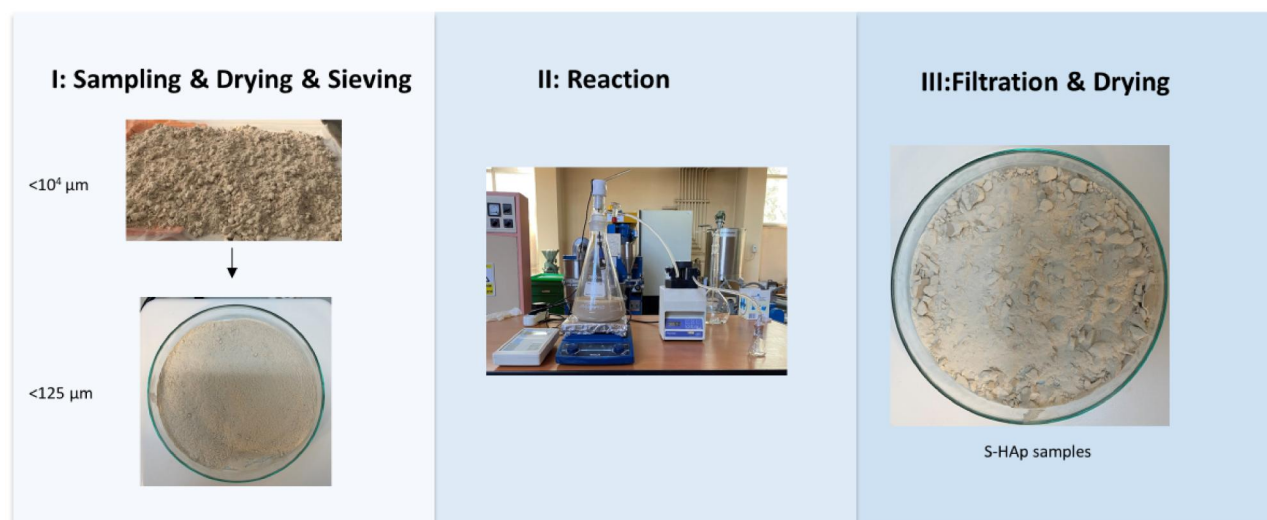 I: Sampling & Drying & Sieving
<10⁴ µm
<125 µm
II: Reaction
III:Filtration & Drying
S-HAp samples